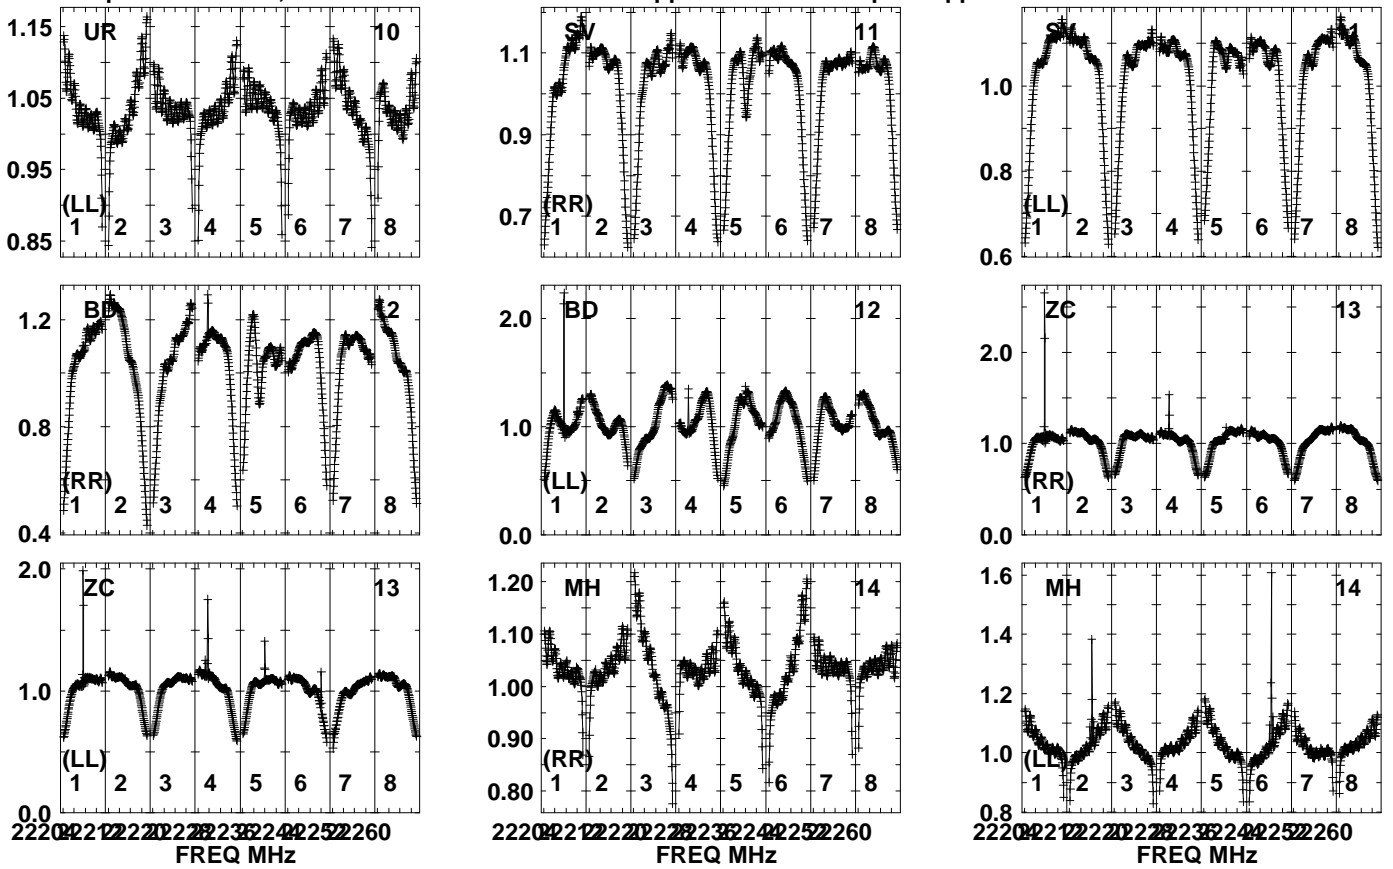 UR 10
1.15
1.05
0.95
0.85
(LL)
1 2 3 4 5 6 7 8
SV 11
1.1
0.9
0.7
(RR)
1 2 3 4 5 6 7 8
SV
1.0
0.8
0.6
(LL)
1 2 3 4 5 6 7 8
BD
1.2
1.0
0.8
0.4
(RR)
1 2 3 4 5 6 7 8
BD 12
2.0
1.0
0.0
(LL)
1 2 3 4 5 6 7 8
ZC 13
2.0
1.0
0.0
(RR)
1 2 3 4 5 6 7 8
ZC 13
2.0
1.0
0.0
(LL)
1 2 3 4 5 6 7 8
FREQ MHz
MH 14
1.20
1.10
1.00
0.90
0.80
(RR)
1 2 3 4 5 6 7 8
FREQ MHz
MH 14
1.6
1.4
1.2
1.0
0.8
(LL)
1 2 3 4 5 6 7 8
FREQ MHz